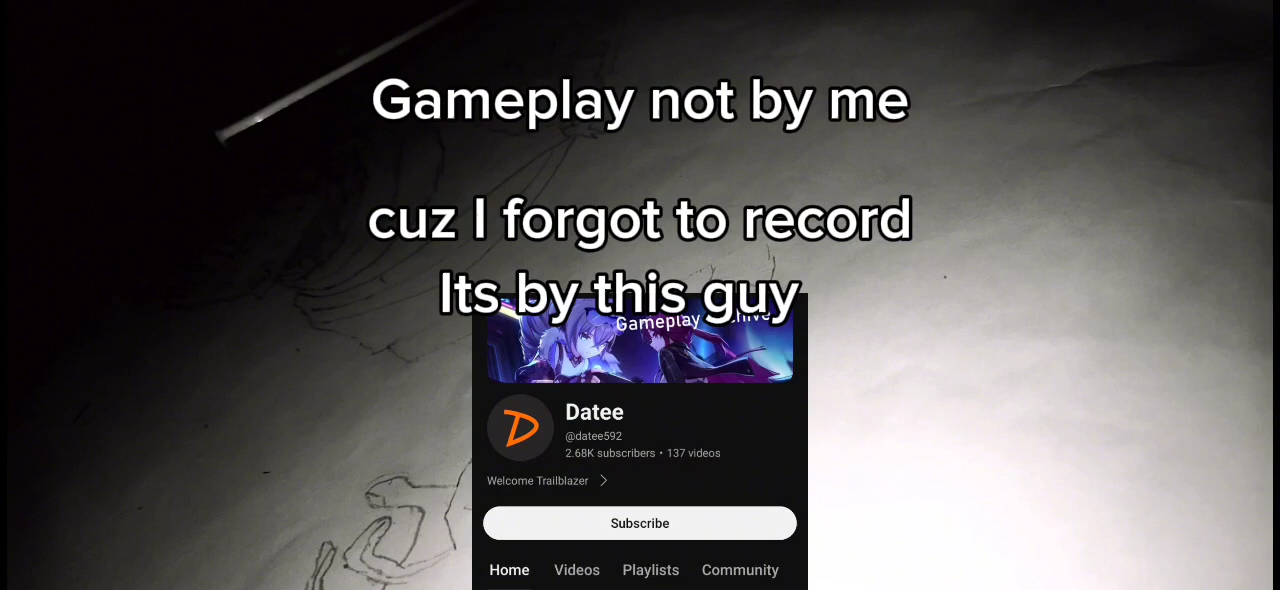 Gameplay not by me
cuz I forgot to record
Its by this guy
Gameplay
Datee
@datee592
2.68K subscribers • 137 videos
Welcome Trailblazer
Subscribe
Home Videos Playlists Community